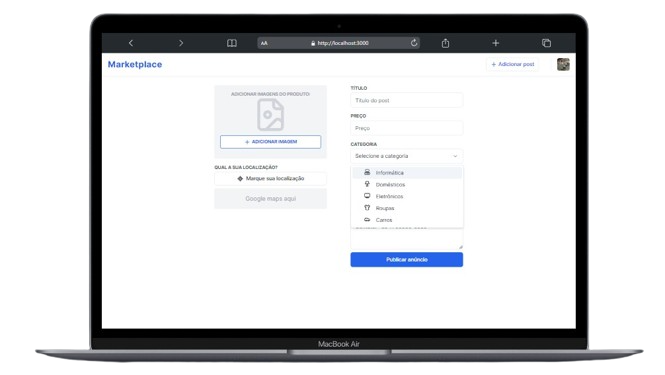 AA
http://localhost:3000
Marketplace
+ Adicionar post
ADICIONAR IMAGENS DO PRODUTO
+ ADICIONAR IMAGEM
QUAL A SUA LOCALIZAÇÃO?
Marque sua localização
Google maps aqui
TITULO
Título do post
PREÇO
Preço
CATEGORIA
Selecione a categoria
Informática
Domésticos
Eletrônicos
Roupas
Carros
Publicar anúncio
MacBook Air